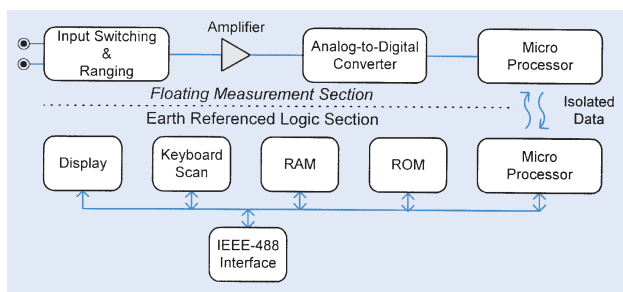 Amplifier
Input Switching
&
Ranging
Analog-to-Digital
Converter
Micro
Processor
Floating Measurement Section
Isolated
Data
Earth Referenced Logic Section
Display
Keyboard
Scan
RAM
ROM
Micro
Processor
IEEE-488
Interface